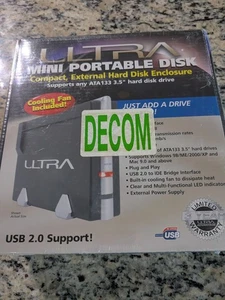 ULTRA
MINI PORTABLE DISK
Compact, External Hard Disk Enclosure
Supports any ATA133 3.5" hard disk drive
Cooling Fan
Included!
JUST ADD A DRIVE
DECOM
ULTRA
of ATA133 3.5" hard drives
Supports Windows 98/ME/2000/XP and
Mac 9.0 and above
Plug and Play
USB 2.0 to IDE Bridge Interface
Built-in cooling fan to dissipate heat
Clear and Multi-Functional LED indicator
External Power Supply
LIMITED
WARRANTY
USB 2.0 Support!
USB